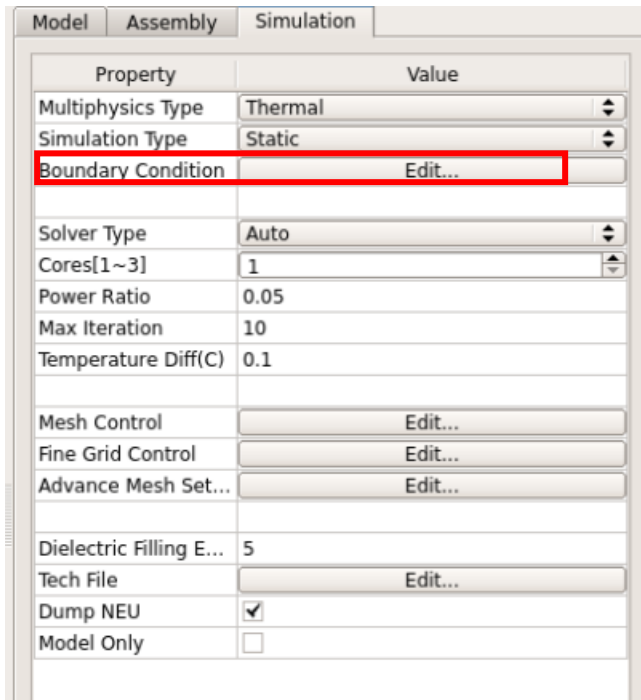 Model Assembly Simulation
Property Value
Multiphysics Type Thermal
Simulation Type Static
Boundary Condition Edit...
Solver Type Auto
Cores[1~3] 1
Power Ratio 0.05
Max Iteration 10
Temperature Diff(C) 0.1
Mesh Control Edit...
Fine Grid Control Edit...
Advance Mesh Set... Edit...
Dielectric Filling E... 5
Tech File Edit...
Dump NEU
Model Only